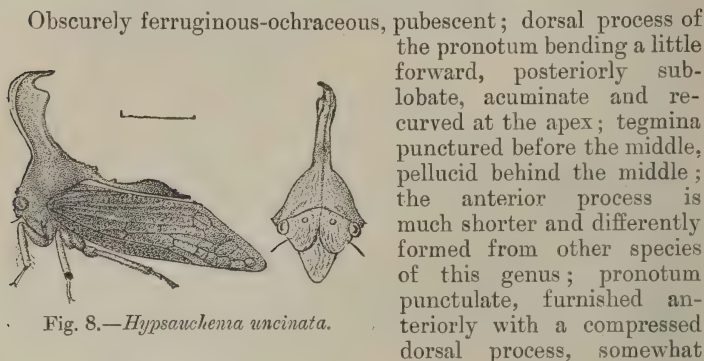 Obscurely ferruginous-ochraceous, pubescent; dorsal process of
the pronotum bending a little
forward, posteriorly sub-
lobate, acuminate and re-
curved at the apex; tegmina
punctured before the middle,
pellucid behind the middle;
the anterior process is
much shorter and differently
formed from other species
of this genus; pronotum
punctulate, furnished an-
teriorly with a compressed
dorsal process, somewhat
Fig. 8.—Hypsauchenia uncinata.